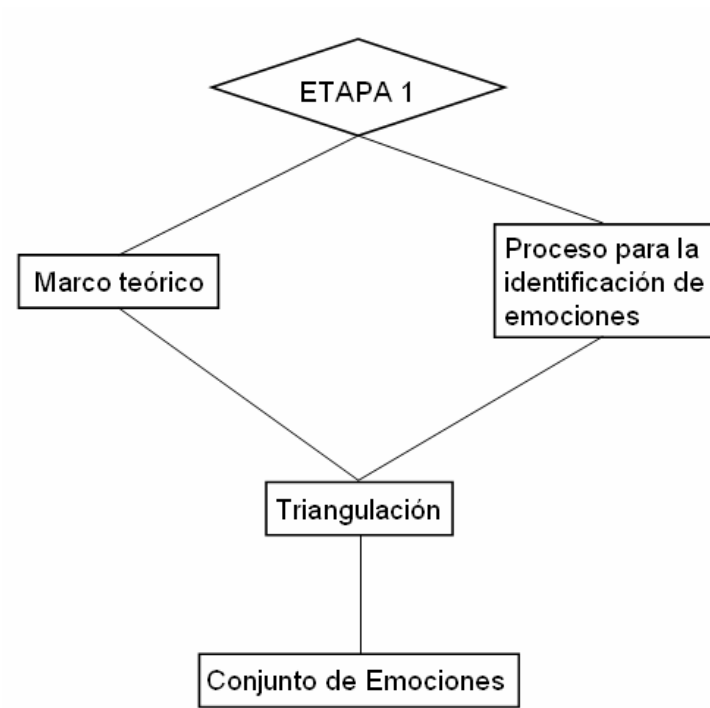 ETAPA 1
Marco teórico
Proceso para la
identificación de
emociones
Triangulación
Conjunto de Emociones